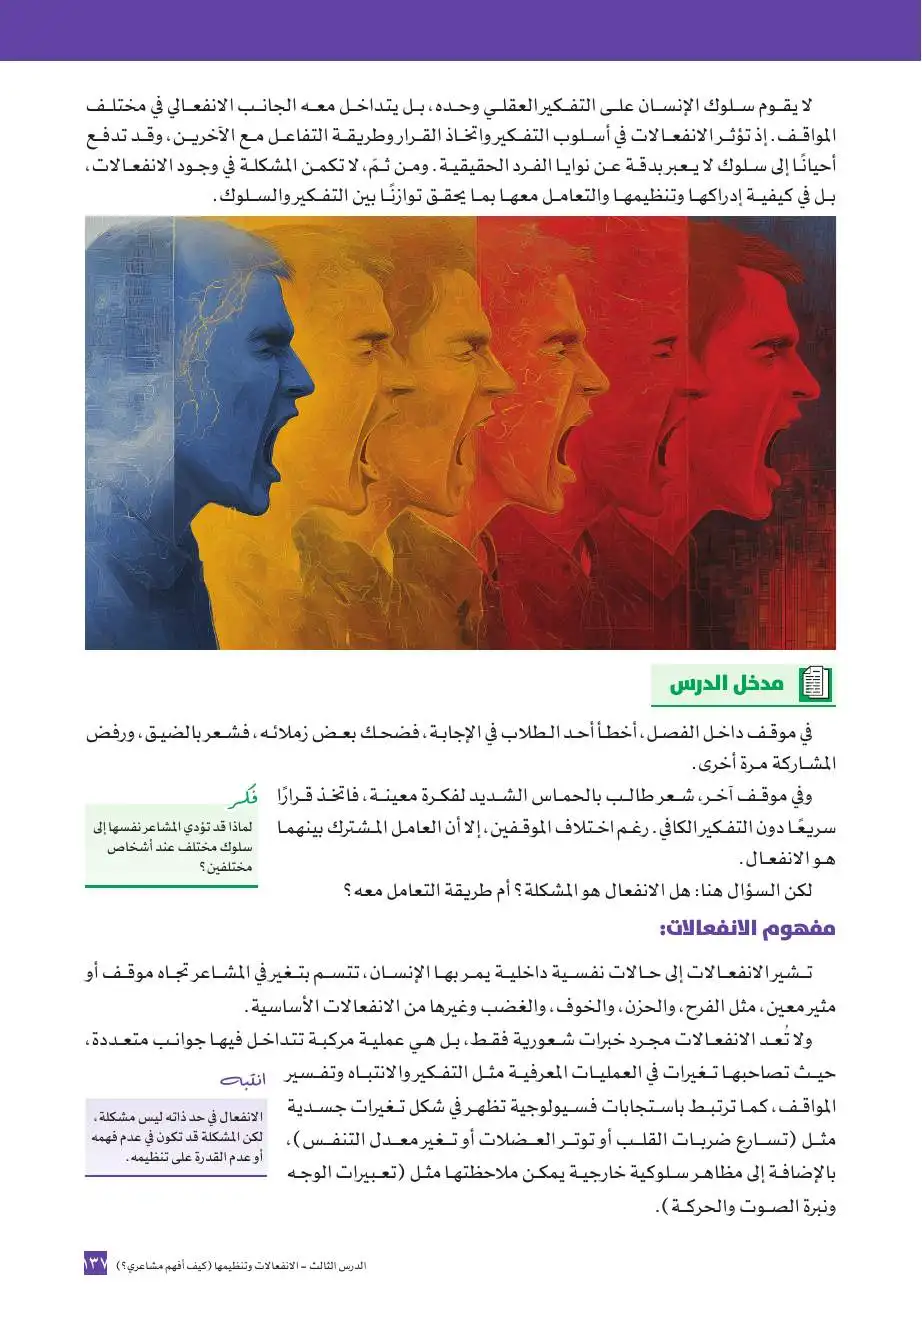 لا يقوم سلوك الإنسان على التفكير العقلي وحده، بل يتداخل معه الجانب الانفعالي في مختلف
المواقف. إذ تؤثر الانفعالات في أسلوب التفكير واتخاذ القرار وطريقة التفاعل مع الآخرين، وقد تدفع
أحيانًا إلى سلوك لا يعبر بدقة عن نوايا الفرد الحقيقية. ومن ثمّ، لا تكمن المشكلة في وجود الانفعالات،
بل في كيفية إدراكها وتنظيمها والتعامل معها بما يحقق توازنًا بين التفكير والسلوك.
مدخل الدرس
في موقف داخل الفصل، أخطأ أحد الطلاب في الإجابة، فضحك بعض زملائه، فشعر بالضيق، ورفض
المشاركة مرة أخرى.
وفي موقف آخر، شعر طالب بالحماس الشديد لفكرة معينة، فاتخذ قرارًا
سريعًا دون التفكير الكافي. رغم اختلاف الموقفين، إلا أن العامل المشترك بينهما
هو الانفعال.
لكن السؤال هنا: هل الانفعال هو المشكلة؟ أم طريقة التعامل معه؟
فكر
لماذا قد تؤدي المشاعر نفسها إلى
سلوك مختلف عند أشخاص
مختلفين؟
مفهوم الانفعالات:
تشير الانفعالات إلى حالات نفسية داخلية يمر بها الإنسان، تتسم بتغير في المشاعر تجاه موقف أو
مثير معين، مثل الفرح، والحزن، والخوف، والغضب وغيرها من الانفعالات الأساسية.
ولا تُعد الانفعالات مجرد خبرات شعورية فقط، بل هي عملية مركبة تتداخل فيها جوانب متعددة،
حيث تصاحبها تغيرات في العمليات المعرفية مثل التفكير والانتباه وتفسير
المواقف، كما ترتبط باستجابات فسيولوجية تظهر في شكل تغيرات جسدية
مثل (تسارع ضربات القلب أو توتر العضلات أو تغير معدل التنفس)،
بالإضافة إلى مظاهر سلوكية خارجية يمكن ملاحظتها مثل (تعبيرات الوجه
ونبرة الصوت والحركة).
انتبه
الانفعال في حد ذاته ليس مشكلة،
لكن المشكلة قد تكون في عدم فهمه
أو عدم القدرة على تنظيمه.
الدرس الثالث - الانفعالات وتنظيمها (كيف أفهم مشاعري؟) ١٣٧